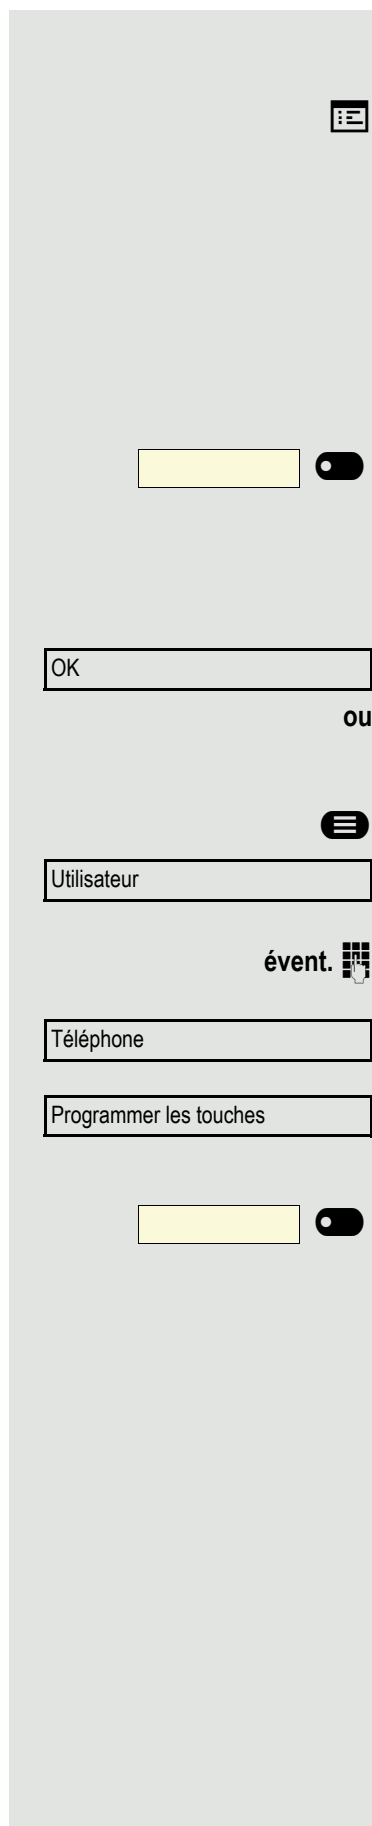 OK
ou
Utilisateur
évent.
Téléphone
Programmer les touches